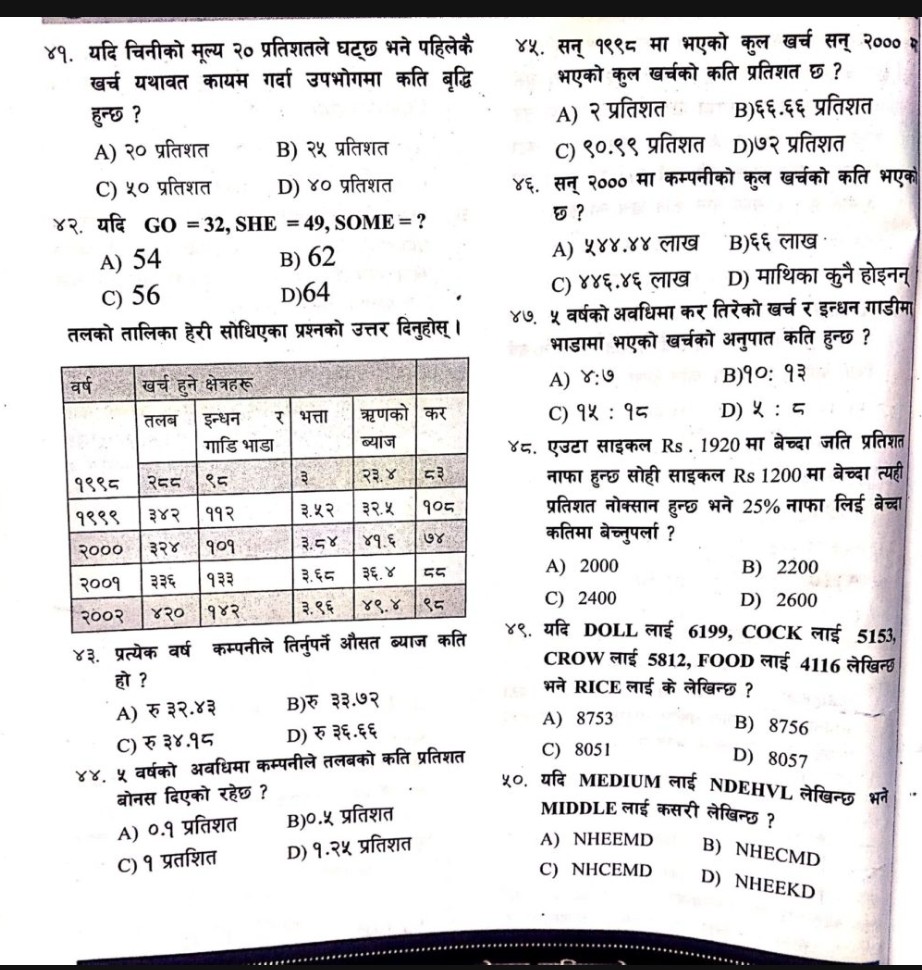 ४१. यदि चिनीको मूल्य २० प्रतिशतले घट्छ भने पहिलेकै
खर्च यथावत कायम गर्दा उपभोगमा कति बृद्धि
हुन्छ ?
A) २० प्रतिशत B) २५ प्रतिशत
C) ५० प्रतिशत D) ४० प्रतिशत
४२. यदि GO = 32, SHE = 49, SOME = ?
A) 54 B) 62
C) 56 D)64
तलको तालिका हेरी सोधिएका प्रश्नको उत्तर दिनुहोस् ।
वर्ष खर्च हुने क्षेत्रहरू
तलब इन्धन र भत्ता ऋणको कर
गाडि भाडा ब्याज
१९९८ २८८ ९८ ३ २३.४ ८३
१९९९ ३४२ ११२ ३.५२ ३२.५ १०८
२००० ३२४ १०१ ३.८४ ४१.६ ७४
२००१ ३३६ १३३ ३.६८ ३६.४ ८८
२००२ ४२० १४२ ३.९६ ४९.४ ९८
४३. प्रत्येक वर्ष कम्पनीले तिर्नुपर्ने औसत ब्याज कति
हो ?
A) रु ३२.४३ B)रु ३३.७२
C) रु ३४.१८ D) रु ३६.६६
४४. ५ वर्षको अवधिमा कम्पनीले तलबको कति प्रतिशत
बोनस दिएको रहेछ ?
A) ०.१ प्रतिशत B)०.५ प्रतिशत
C) १ प्रतशित D) १.२५ प्रतिशत
४५. सन् १९९८ मा भएको कुल खर्च सन् २०००
भएको कुल खर्चको कति प्रतिशत छ ?
A) २ प्रतिशत B)६६.६६ प्रतिशत
C) ९०.९९ प्रतिशत D)७२ प्रतिशत
४६. सन् २००० मा कम्पनीको कुल खर्चको कति भएको
छ ?
A) ५४४.४४ लाख B)६६ लाख
C) ४४६.४६ लाख D) माथिका कुनै होइनन्
४७. ५ वर्षको अवधिमा कर तिरेको खर्च र इन्धन गाडीमा
भाडामा भएको खर्चको अनुपात कति हुन्छ ?
A) ४:७ B)१०: १३
C) १५ : १८ D) ५ : ८
४८. एउटा साइकल Rs . 1920 मा बेच्दा जति प्रतिशत
नाफा हुन्छ सोही साइकल Rs 1200 मा बेच्दा त्यही
प्रतिशत नोक्सान हुन्छ भने 25% नाफा लिई बेच्दा
कतिमा बेच्नुपर्ला ?
A) 2000 B) 2200
C) 2400 D) 2600
४९. यदि DOLL लाई 6199, COCK लाई 5153,
CROW लाई 5812, FOOD लाई 4116 लेखिन्छ
भने RICE लाई के लेखिन्छ ?
A) 8753 B) 8756
C) 8051 D) 8057
५०. यदि MEDIUM लाई NDEHVL लेखिन्छ भने
MIDDLE लाई कसरी लेखिन्छ ?
A) NHEEMD B) NHECMD
C) NHCEMD D) NHEEKD